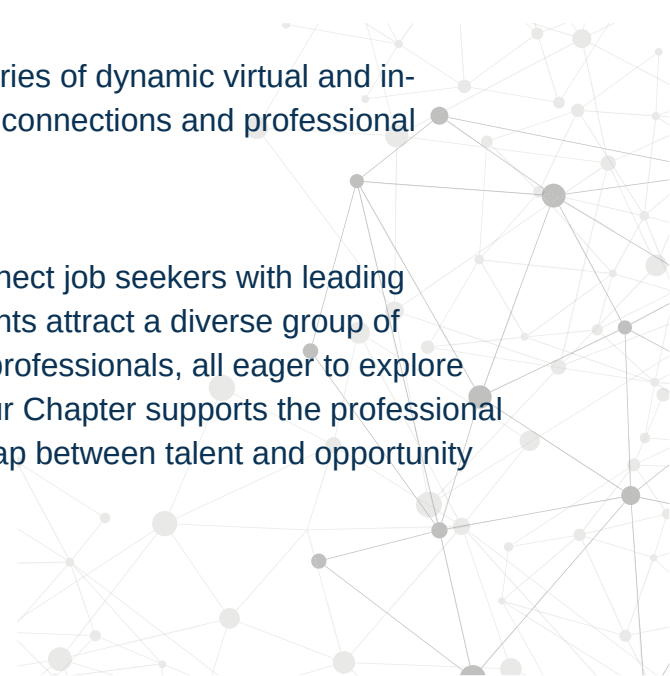 ries of dynamic virtual and in-
connections and professional
nect job seekers with leading
nts attract a diverse group of
professionals, all eager to explore
ur Chapter supports the professional
ap between talent and opportunity